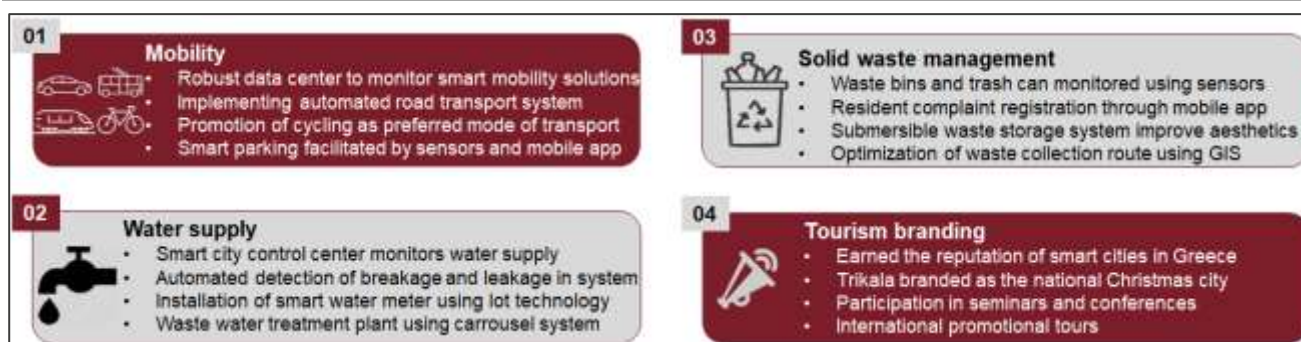 01
Mobility
• Robust data center to monitor smart mobility solutions
• Implementing automated road transport system
• Promotion of cycling as preferred mode of transport
• Smart parking facilitated by sensors and mobile app
02
Water supply
• Smart city control center monitors water supply
• Automated detection of breakage and leakage in system
• Installation of smart water meter using Iot technology
• Waste water treatment plant using carrousel system
03
Solid waste management
• Waste bins and trash can monitored using sensors
• Resident complaint registration through mobile app
• Submersible waste storage system improve aesthetics
• Optimization of waste collection route using GIS
04
Tourism branding
• Earned the reputation of smart cities in Greece
• Trikala branded as the national Christmas city
• Participation in seminars and conferences
• International promotional tours